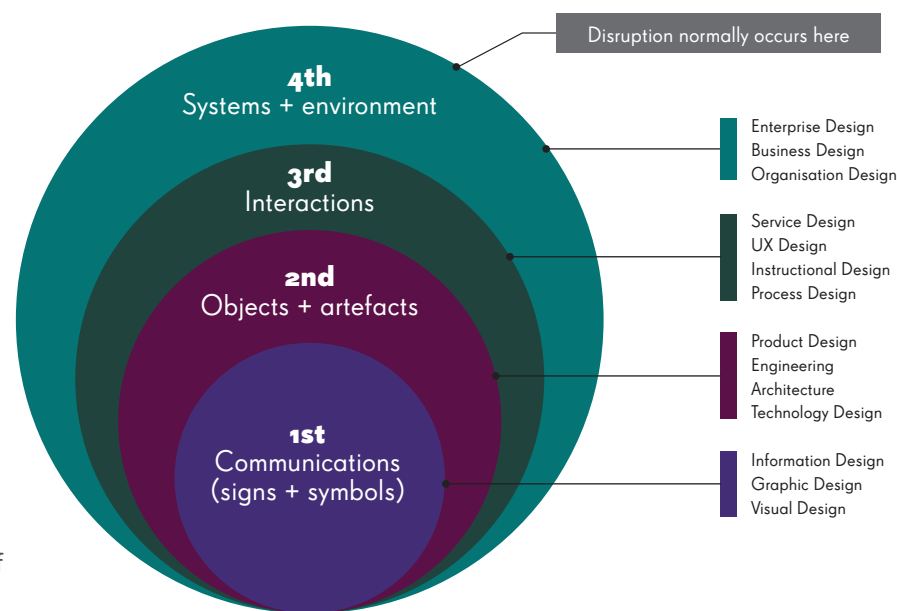 Disruption normally occurs here
4th
Systems + environment
3rd
Interactions
2nd
Objects + artefacts
1st
Communications
(signs + symbols)
Enterprise Design
Business Design
Organisation Design
Service Design
UX Design
Instructional Design
Process Design
Product Design
Engineering
Architecture
Technology Design
Information Design
Graphic Design
Visual Design